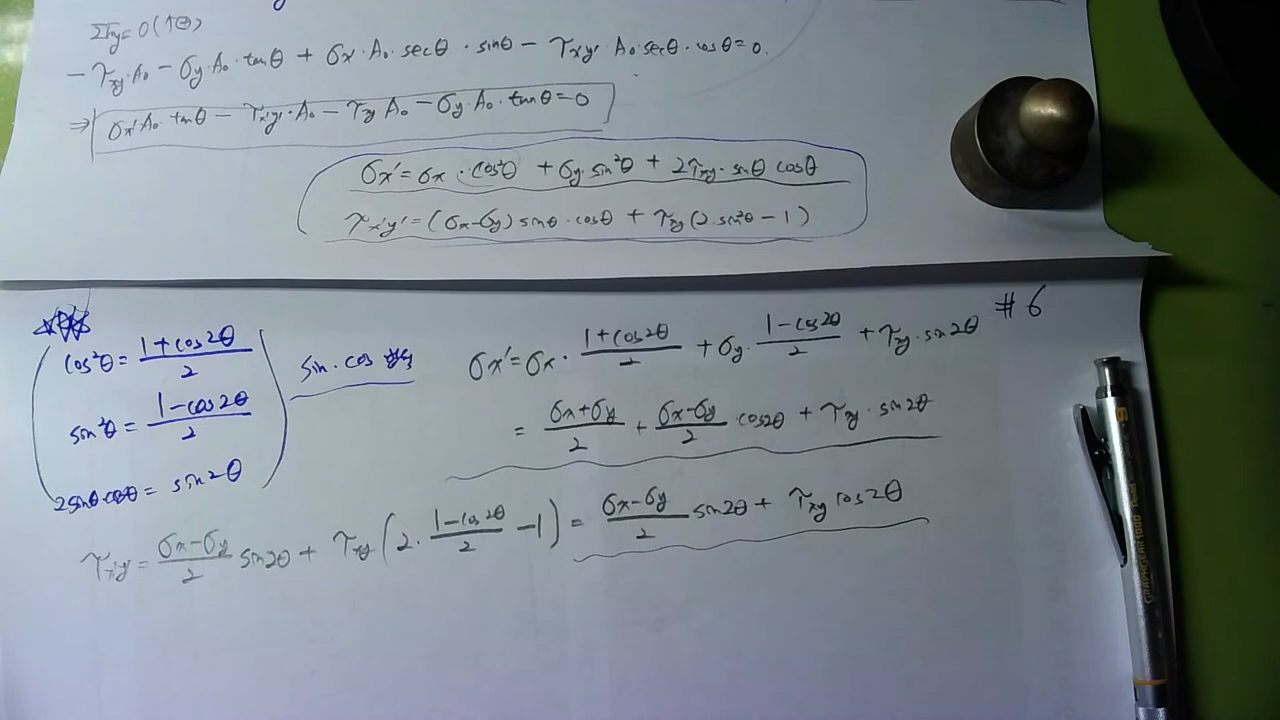 ΣFy=0(↑⊕)
-τxy·A₀ - σy·A₀·tanθ + σx'·A₀·secθ·sinθ - τx'y'·A₀·secθ·cosθ=0.
⇒ σx'A₀·tanθ - τx'y'·A₀ - τxy A₀ - σy·A₀·tanθ=0
σx'=σx·cos²θ + σy·sin²θ + 2τxy·sinθ cosθ
τx'y'=(σx-σy)sinθ·cosθ + τxy(2·sin²θ-1)
#6
cos²θ = (1+cos2θ)/2
sin²θ = (1-cos2θ)/2
2sinθ·cosθ = sin2θ
sin·cos
σx'=σx·(1+cos2θ)/2 + σy·(1-cos2θ)/2 + τxy·sin2θ
= (σx+σy)/2 + (σx-σy)/2 cos2θ + τxy·sin2θ
τx'y' = (σx-σy)/2 sin2θ + τxy(2·(1-cos2θ)/2 -1) = (σx-σy)/2 sin2θ + τxy cos2θ
GRAPHGEAR 1000